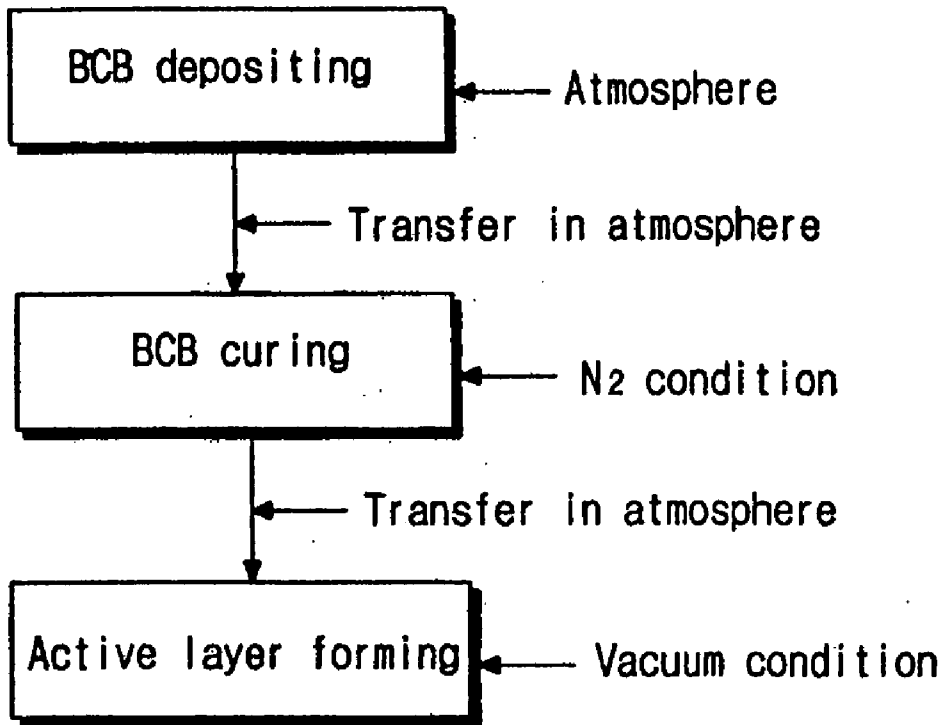 BCB depositing
Atmosphere
Transfer in atmosphere
BCB curing
N2 condition
Transfer in atmosphere
Active layer forming
Vacuum condition